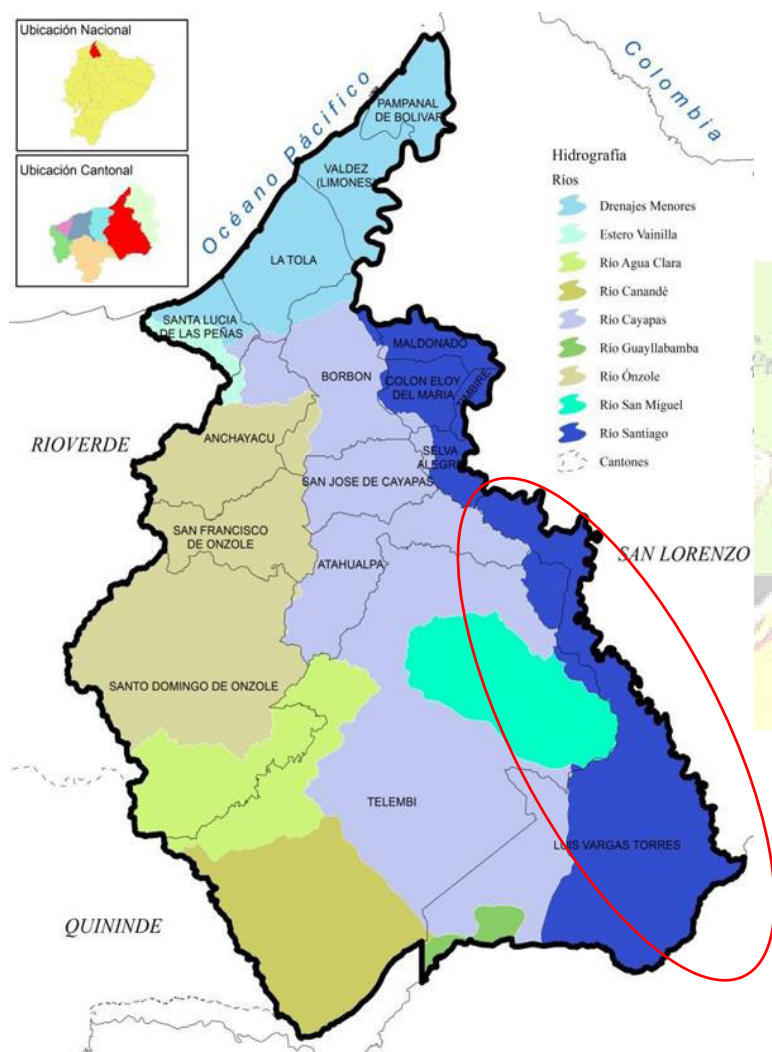 Ubicación Nacional
Ubicación Cantonal
Océano Pácifico
Colombia
PAMPANAL
DE BOLIVAR
VALDEZ
(LIMONES)
LA TOLA
Hidrografía
Ríos
Drenajes Menores
Estero Vainilla
Río Agua Clara
Río Canandé
Río Cayapas
Río Guayllabamba
Río Ónzole
Río San Miguel
Río Santiago
Cantones
SANTA LUCIA
DE LAS PEÑAS
MALDONADO
BORBON
COLON ELOY
DEL MARIA
TIMBIRE
RIOVERDE
ANCHAYACU
SELVA
ALEGRE
SAN JOSE DE CAYAPAS
SAN FRANCISCO
DE ONZOLE
ATAHUALPA
SAN LORENZO
SANTO DOMINGO DE ONZOLE
TELEMBI
LUIS VARGAS TORRES
QUININDE